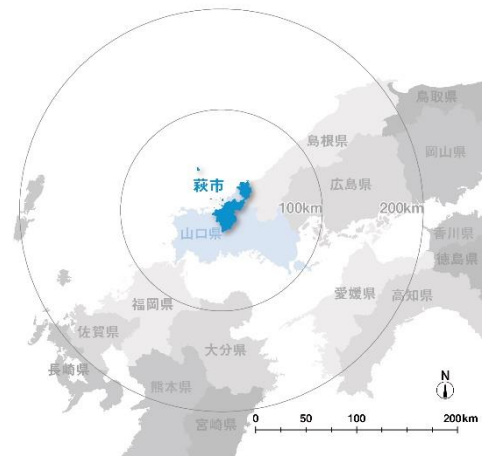 鳥取県
島根県
岡山県
萩市
広島県
100km
200km
山口県
香川県
徳島県
愛媛県
高知県
福岡県
佐賀県
大分県
長崎県
熊本県
宮崎県
N
0 50 100 200km